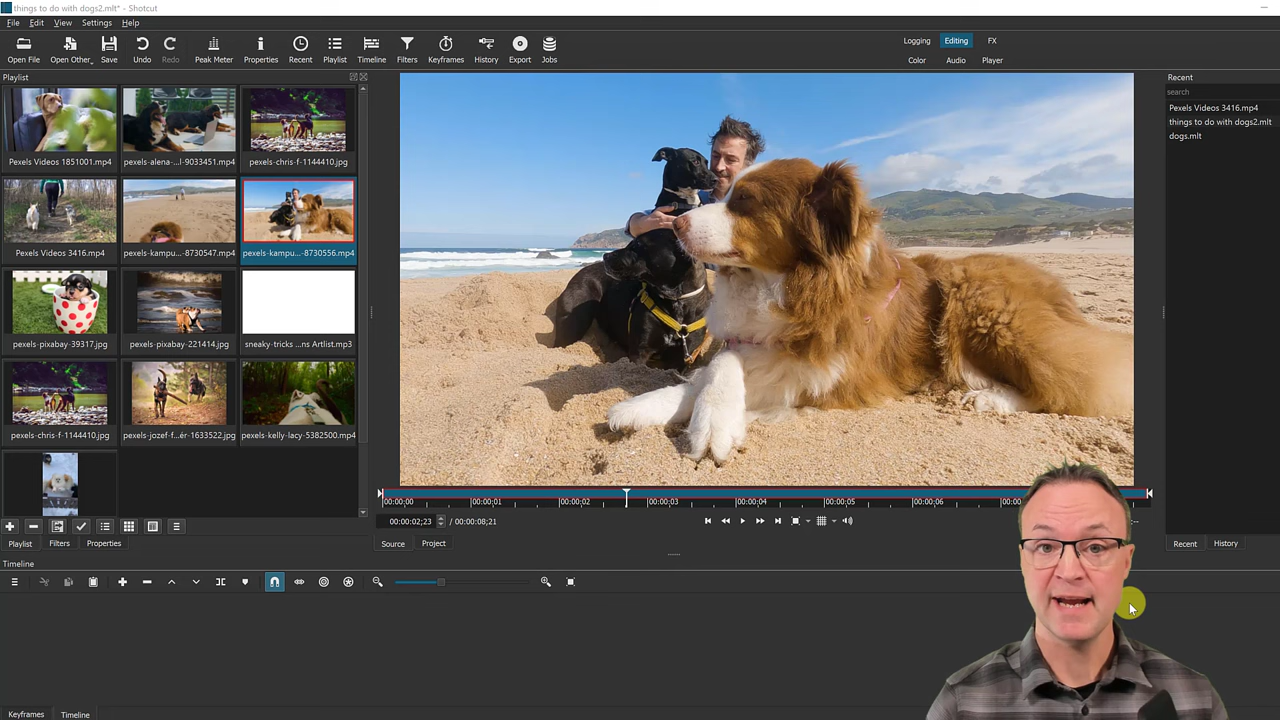 things to do with dogs2.mlt* - Shotcut
File Edit View Settings Help
Open File Open Other... Save Undo Redo Peak Meter Properties Recent Playlist Timeline Filters Keyframes History Export Jobs
Logging Editing FX
Color Audio Player
Playlist
Pexels Videos 1851001.mp4 pexels-alena-...l-9033451.mp4 pexels-chris-f-1144410.jpg
Pexels Videos 3416.mp4 pexels-kampu...-8730547.mp4 pexels-kampu...-8730556.mp4
pexels-pixabay-39317.jpg pexels-pixabay-221414.jpg sneaky-tricks ...ns Artlist.mp3
pexels-chris-f-1144410.jpg pexels-jozef-f...ér-1633522.jpg pexels-kelly-lacy-5382500.mp4
Playlist Filters Properties
00:00:00 00:00:01 00:00:02 00:00:03 00:00:04 00:00:05 00:00:06
00:00:02;23 / 00:00:08;21
Source Project
Recent
search
Pexels Videos 3416.mp4
things to do with dogs2.mlt
dogs.mlt
Recent History
Timeline
Keyframes Timeline